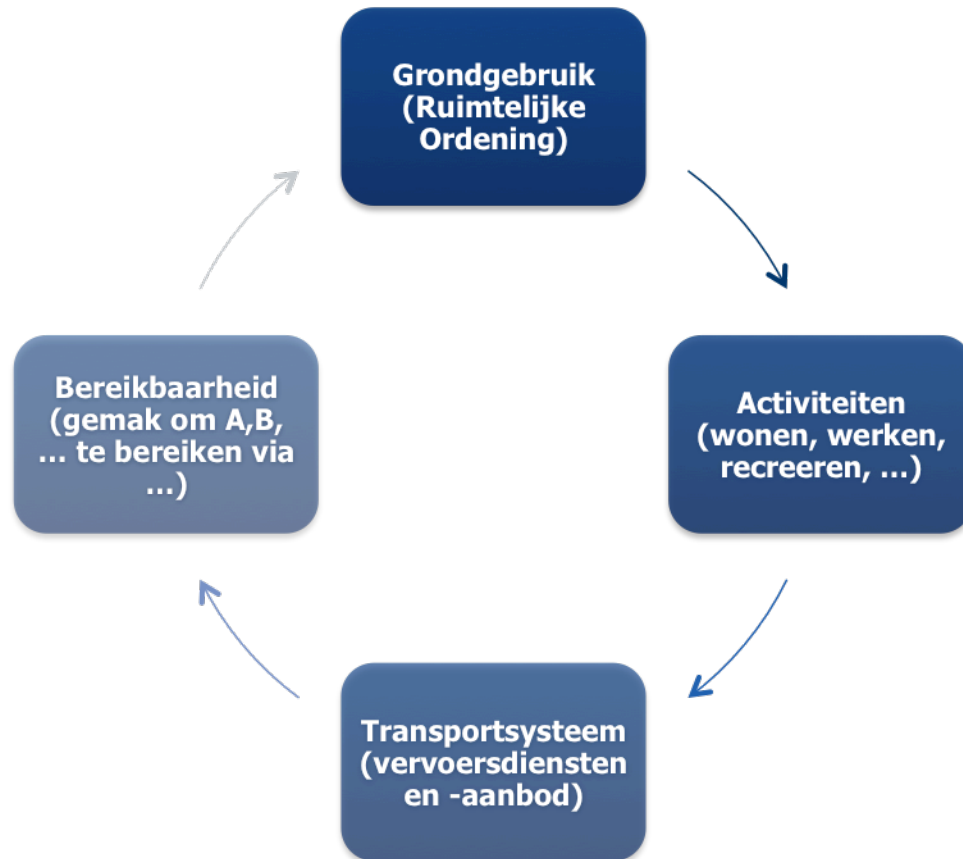 Grondgebruik
(Ruimtelijke
Ordening)
Activiteiten
(wonen, werken,
recreeren, ...)
Transportsysteem
(vervoersdiensten
en -aanbod)
Bereikbaarheid
(gemak om A,B,
... te bereiken via
...)